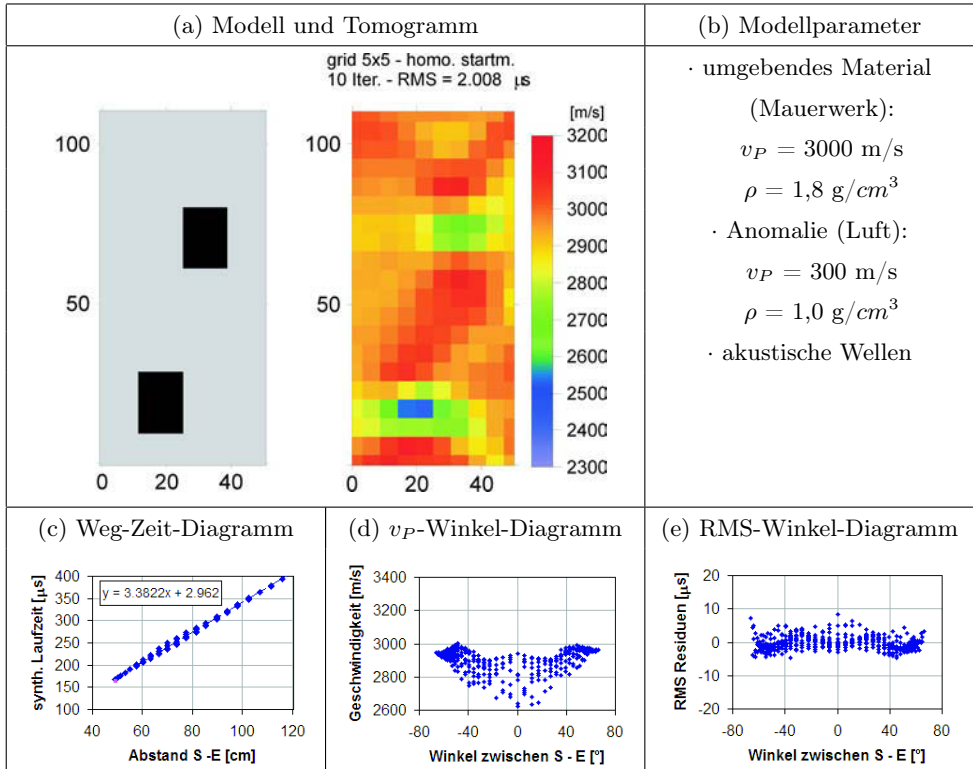 (a) Modell und Tomogramm
(b) Modellparameter
grid 5x5 - homo. startm.
10 Iter. - RMS = 2.008 µs
[m/s]
100
50
0
20
40
100
50
0
20
40
3200
3100
3000
2900
2800
2700
2600
2500
2400
2300
· umgebendes Material
(Mauerwerk):
v_P = 3000 m/s
ρ = 1,8 g/cm³
· Anomalie (Luft):
v_P = 300 m/s
ρ = 1,0 g/cm³
· akustische Wellen
(c) Weg-Zeit-Diagramm
synth. Laufzeit [µs]
400
350
300
250
200
150
100
y = 3.3822x + 2.962
40
60
80
100
120
Abstand S -E [cm]
(d) v_P-Winkel-Diagramm
Geschwindigkeit [m/s]
3400
3200
3000
2800
2600
-80
-40
0
40
80
Winkel zwischen S - E [°]
(e) RMS-Winkel-Diagramm
RMS Residuen [µs]
20
10
0
-10
-20
-80
-40
0
40
80
Winkel zwischen S - E [°]